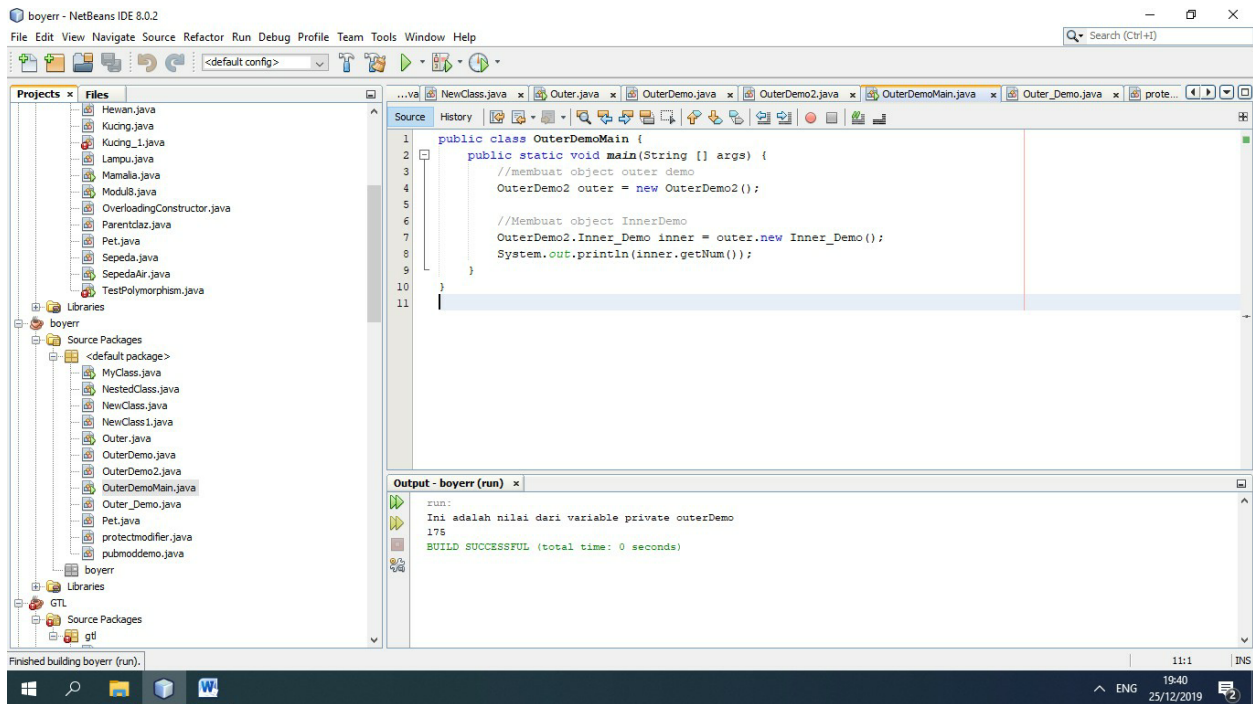 boyerr - NetBeans IDE 8.0.2
File Edit View Navigate Source Refactor Run Debug Profile Team Tools Window Help
Search (Ctrl+I)
<default config>
Projects x Files
Hewan.java
Kucing.java
Kucing_1.java
Lampu.java
Mamalia.java
Modul8.java
OverloadingConstructor.java
Parentclaz.java
Pet.java
Sepeda.java
SepedaAir.java
TestPolymorphism.java
Libraries
boyerr
Source Packages
<default package>
MyClass.java
NestedClass.java
NewClass.java
NewClass1.java
Outer.java
OuterDemo.java
OuterDemo2.java
OuterDemoMain.java
Outer_Demo.java
Pet.java
protectmodifier.java
pubmoddemo.java
boyerr
Libraries
GTL
Source Packages
gtl
...va NewClass.java x Outer.java x OuterDemo.java x OuterDemo2.java x OuterDemoMain.java x Outer_Demo.java x prote...
Source History
1 public class OuterDemoMain {
2 public static void main(String [] args) {
3 //membuat object outer demo
4 OuterDemo2 outer = new OuterDemo2();
5
6 //Membuat object InnerDemo
7 OuterDemo2.Inner_Demo inner = outer.new Inner_Demo();
8 System.out.println(inner.getNum());
9 }
10 }
11
Output - boyerr (run) x
run:
Ini adalah nilai dari variable private outerDemo
175
BUILD SUCCESSFUL (total time: 0 seconds)
Finished building boyerr (run).
11:1 INS
ENG
19:40
25/12/2019
2